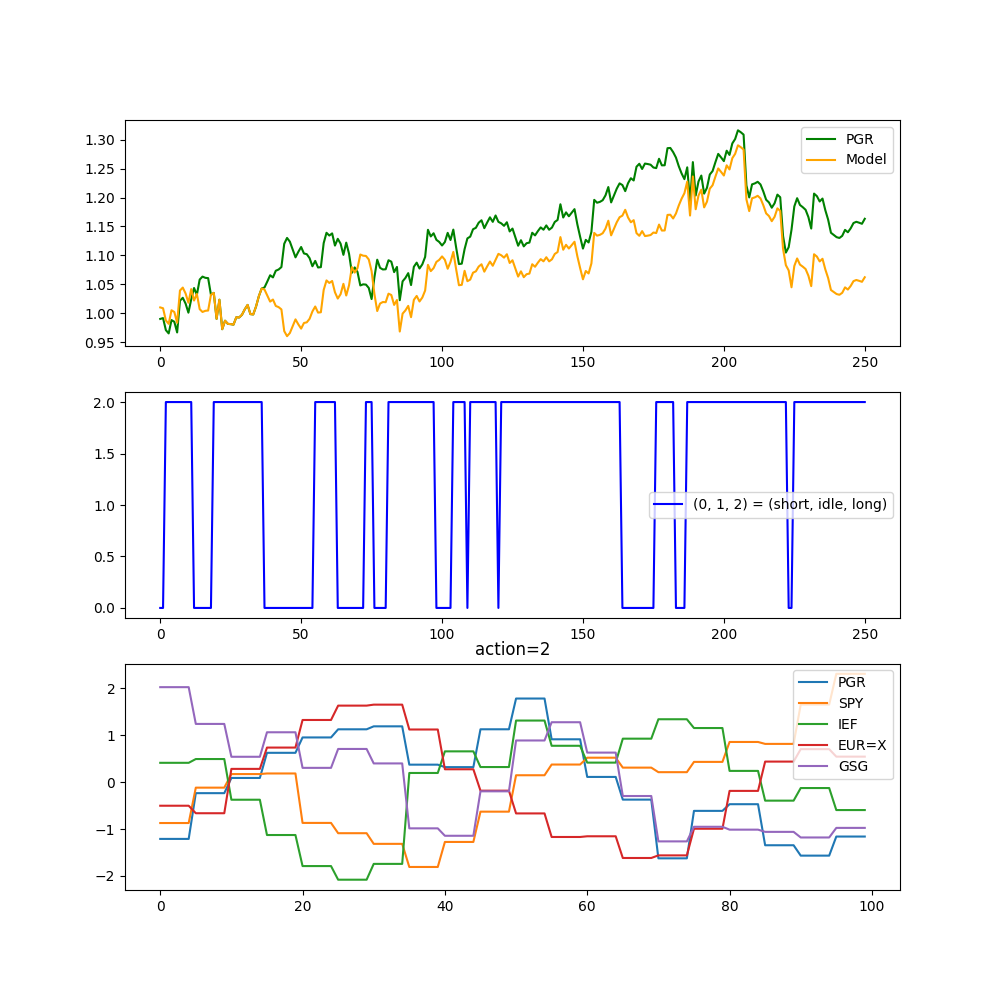 1.30
1.25
1.20
1.15
1.10
1.05
1.00
0.95
PGR
Model
0 50 100 150 200 250
2.0
1.5
1.0
0.5
0.0
(0, 1, 2) = (short, idle, long)
0 50 100 150 200 250
action=2
2
1
0
−1
−2
PGR
SPY
IEF
EUR=X
GSG
0 20 40 60 80 100